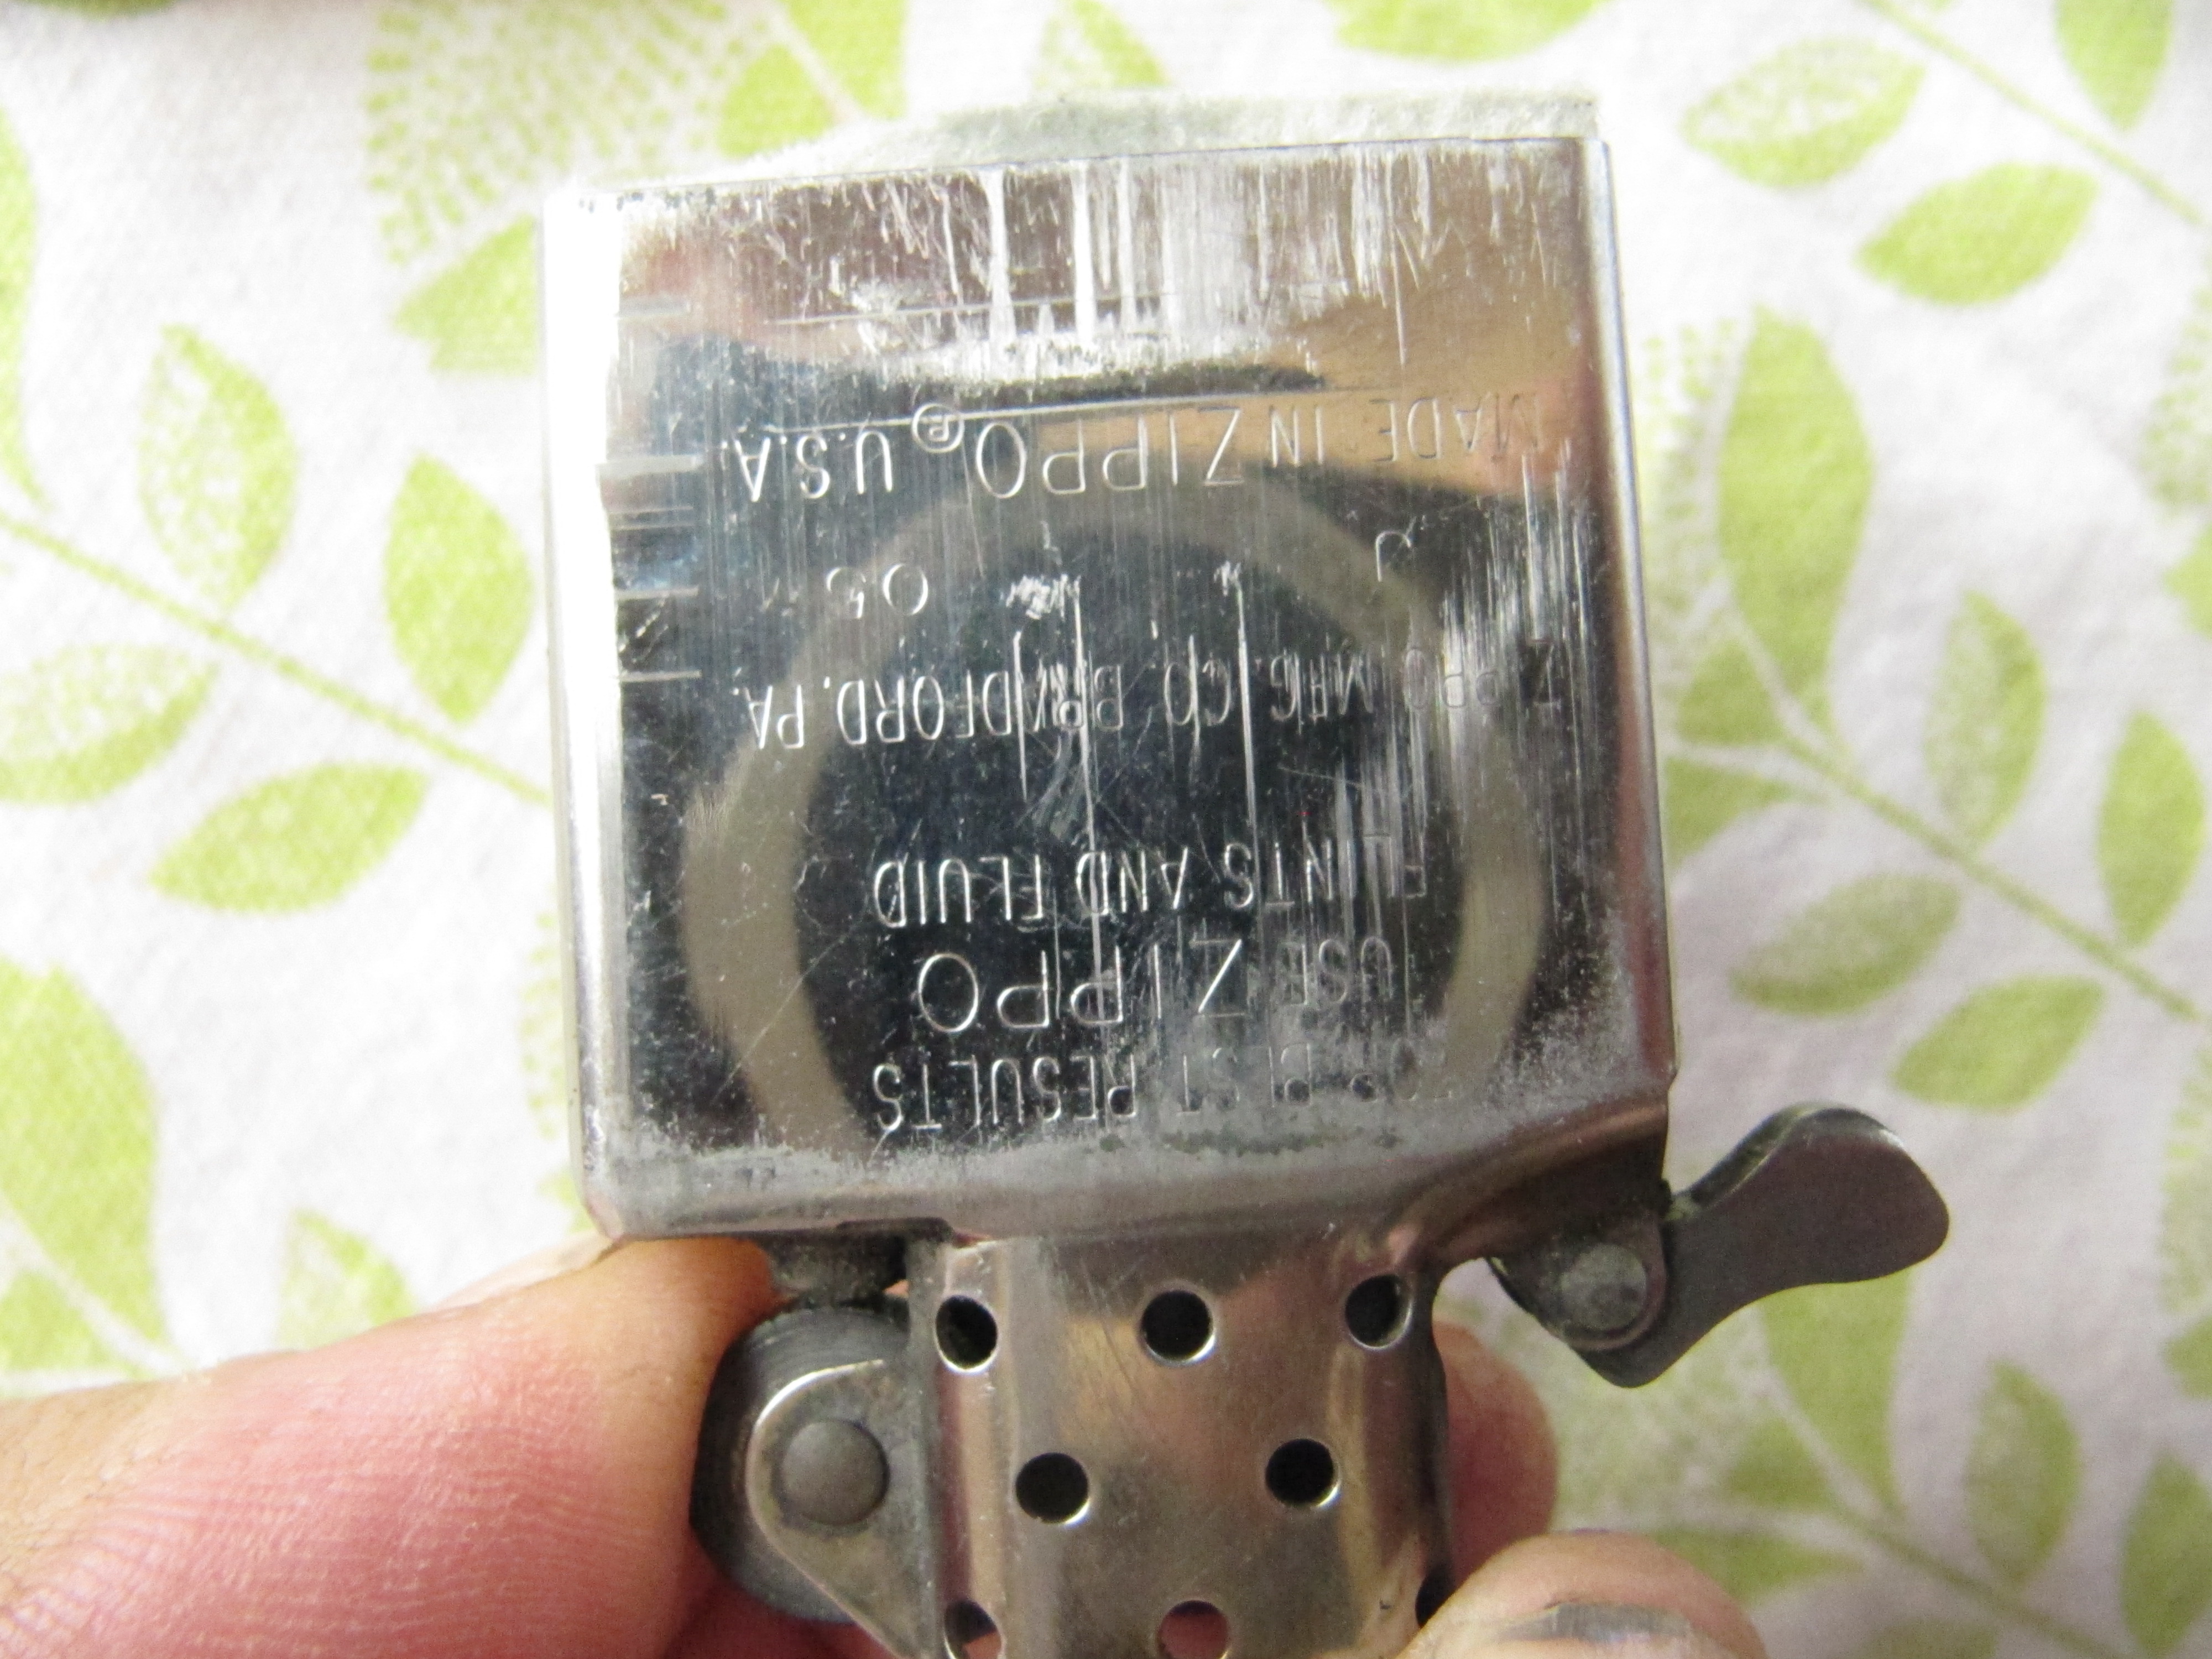 FOR BEST RESULTS
USE ZIPPO
FLINTS AND FLUID
ZIPPO MFG. CO. BRADFORD, PA.
J 05
MADE IN ZIPPO® U.S.A.